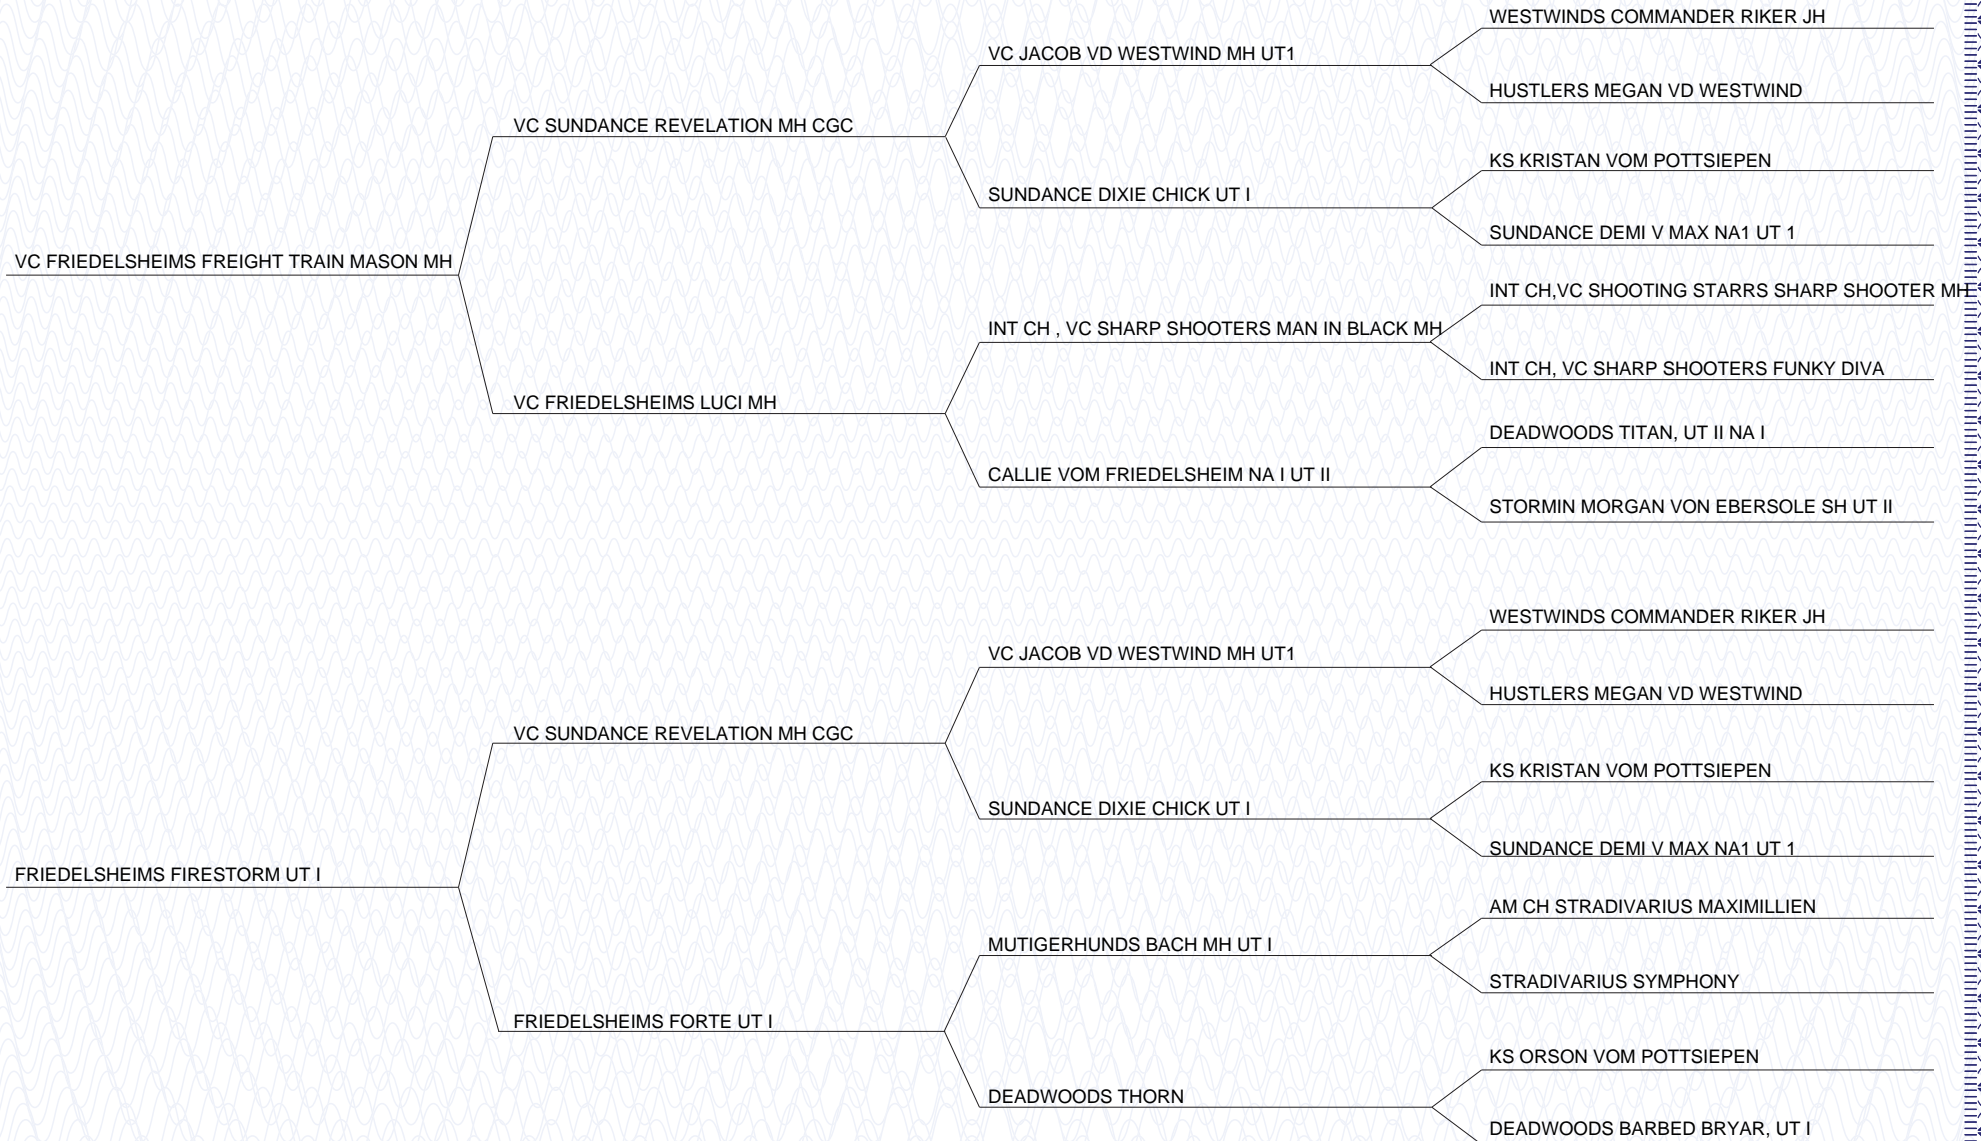 WESTWINDS COMMANDER RIKER JH
VC JACOB VD WESTWIND MH UT1
HUSTLERS MEGAN VD WESTWIND
VC SUNDANCE REVELATION MH CGC
KS KRISTAN VOM POTTSIEPEN
SUNDANCE DIXIE CHICK UT I
SUNDANCE DEMI V MAX NA1 UT 1
VC FRIEDELSHEIMS FREIGHT TRAIN MASON MH
INT CH,VC SHOOTING STARRS SHARP SHOOTER MH
INT CH , VC SHARP SHOOTERS MAN IN BLACK MH
INT CH, VC SHARP SHOOTERS FUNKY DIVA
VC FRIEDELSHEIMS LUCI MH
DEADWOODS TITAN, UT II NA I
CALLIE VOM FRIEDELSHEIM NA I UT II
STORMIN MORGAN VON EBERSOLE SH UT II
WESTWINDS COMMANDER RIKER JH
VC JACOB VD WESTWIND MH UT1
HUSTLERS MEGAN VD WESTWIND
VC SUNDANCE REVELATION MH CGC
KS KRISTAN VOM POTTSIEPEN
SUNDANCE DIXIE CHICK UT I
SUNDANCE DEMI V MAX NA1 UT 1
FRIEDELSHEIMS FIRESTORM UT I
AM CH STRADIVARIUS MAXIMILLIEN
MUTIGERHUNDS BACH MH UT I
STRADIVARIUS SYMPHONY
FRIEDELSHEIMS FORTE UT I
KS ORSON VOM POTTSIEPEN
DEADWOODS THORN
DEADWOODS BARBED BRYAR, UT I